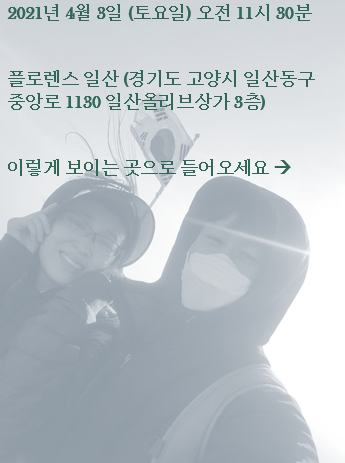 2021년 4월 3일 (토요일) 오전 11시 30분
플로렌스 일산 (경기도 고양시 일산동구
중앙로 1130 일산올리브상가 3층)
이렇게 보이는 곳으로 들어오세요 →